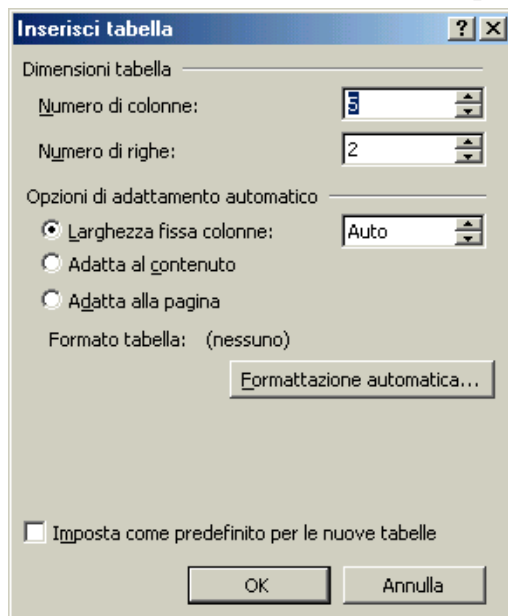 Inserisci tabella ? X
Dimensioni tabella
Numero di colonne: 5
Numero di righe: 2
Opzioni di adattamento automatico
Larghezza fissa colonne: Auto
Adatta al contenuto
Adatta alla pagina
Formato tabella: (nessuno)
Formattazione automatica...
Imposta come predefinito per le nuove tabelle
OK Annulla